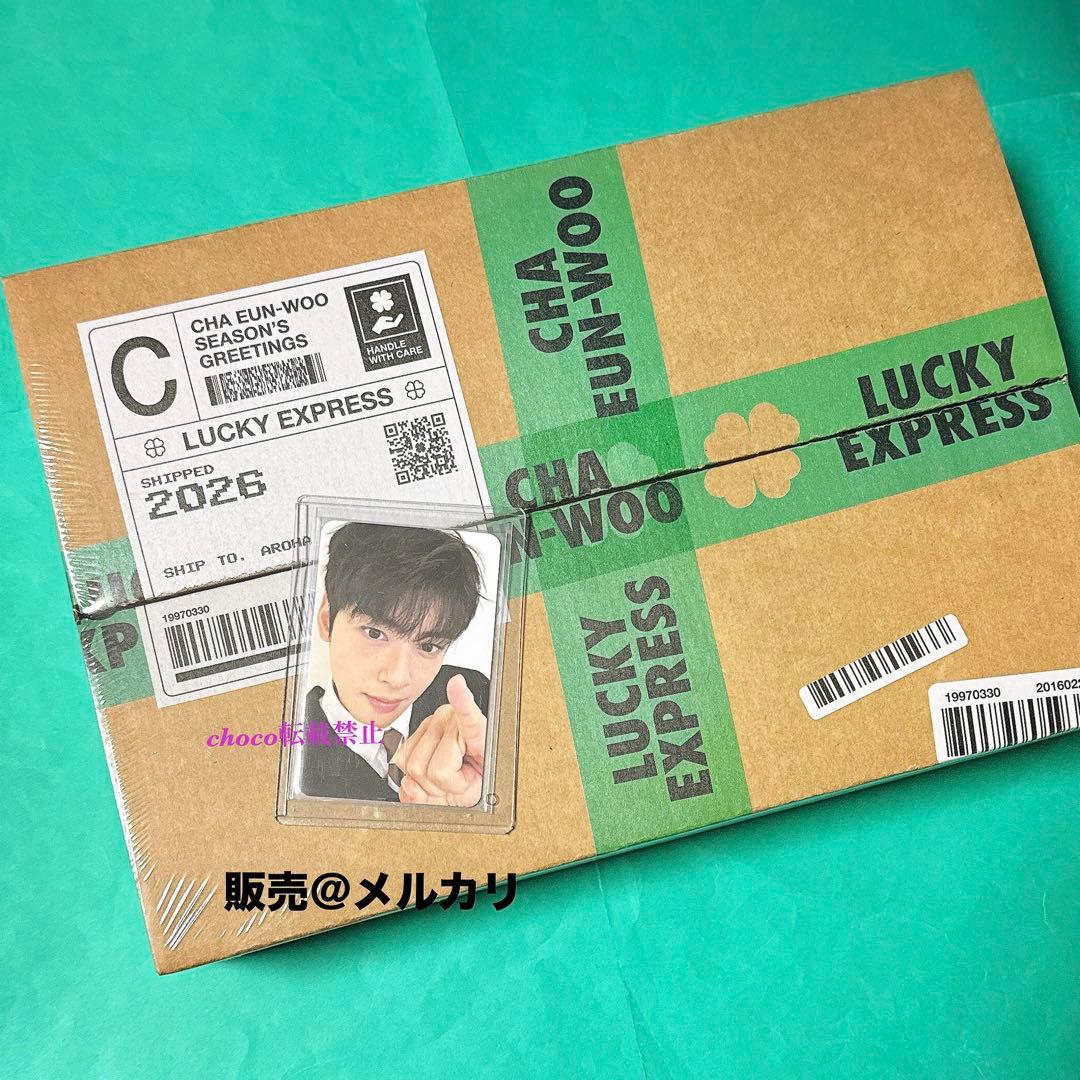 C
CHA EUN-WOO
SEASON'S
GREETINGS
HANDLE
WITH CARE
LUCKY EXPRESS
SHIPPED
2026
SHIP TO. AROHA
19970330
CHA
EUN-WOO
CHA
N-WOO
LUCKY
EXPRESS
LUCKY
EXPRESS
19970330 2016022
choco転載禁止
販売@メルカリ